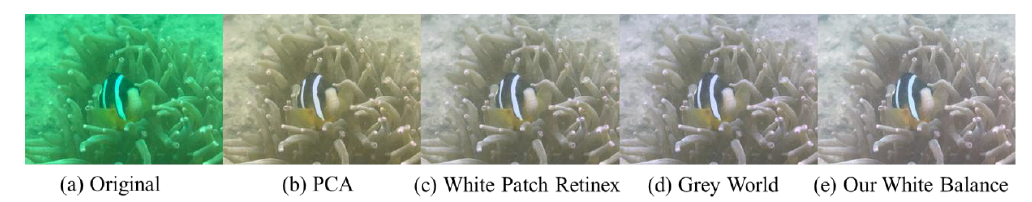 (a) Original
(b) PCA
(c) White Patch Retinex
(d) Grey World
(e) Our White Balance